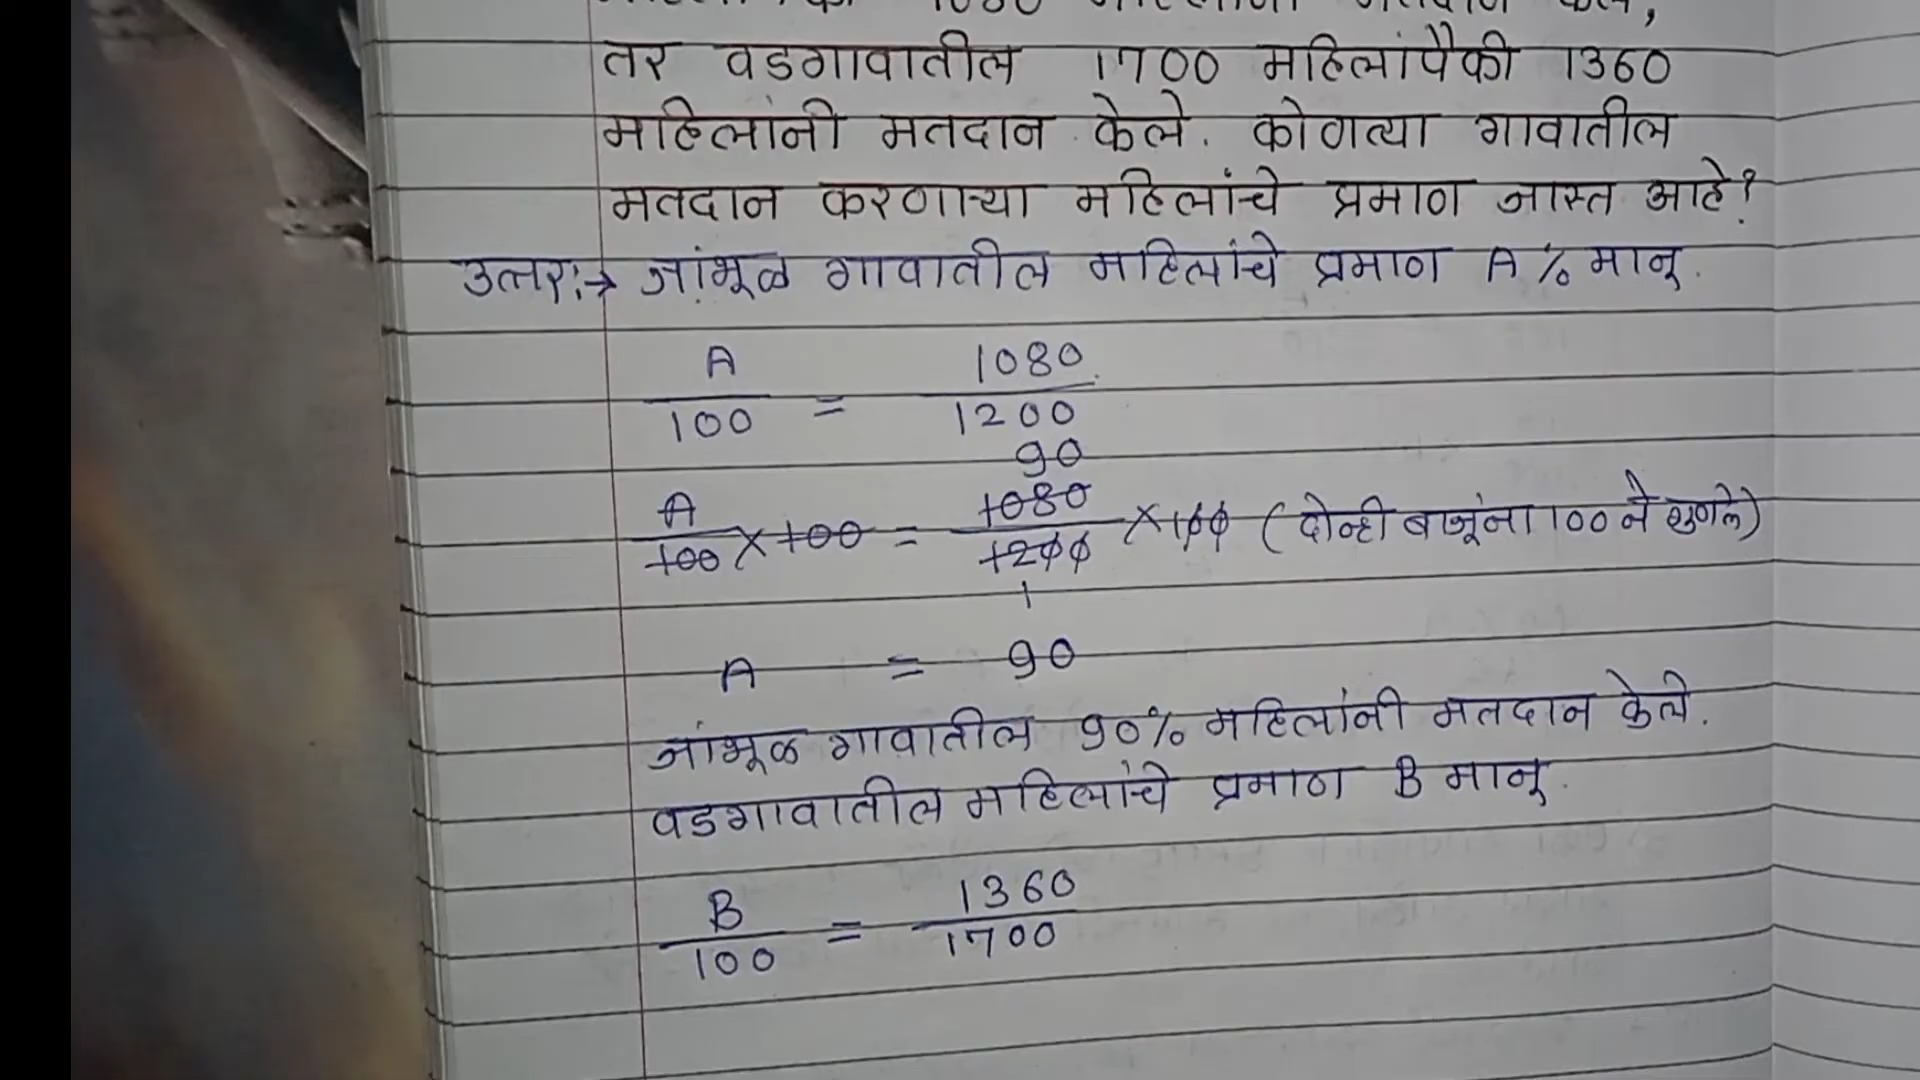 1080
तर वडगावातील 1700 महिलांपैकी 1360
महिलांनी मतदान केले. कोणत्या गावातील
मतदान करणाऱ्या महिलांचे प्रमाण जास्त आहे?
उत्तर:→ जांभूळ गावातील महिलांचे प्रमाण A% मानू.
A/100 = 1080/1200
90
A/100 × 100 = 1080/1200 × 100 (दोन्ही बाजूंना 100 ने गुणले)
1
A = 90
जांभूळ गावातील 90% महिलांनी मतदान केले.
वडगावातील महिलांचे प्रमाण B मानू.
B/100 = 1360/1700